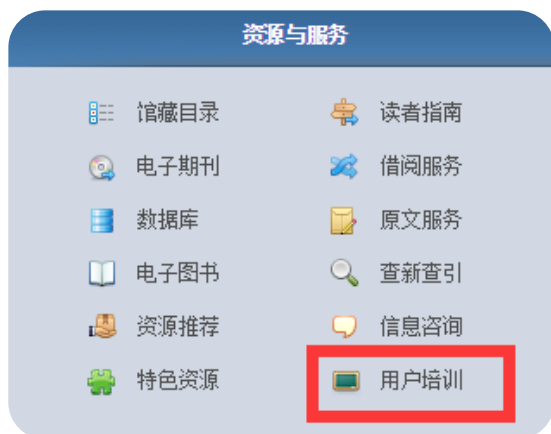 资源与服务
馆藏目录 读者指南
电子期刊 借阅服务
数据库 原文服务
电子图书 查新查引
资源推荐 信息咨询
特色资源 用户培训